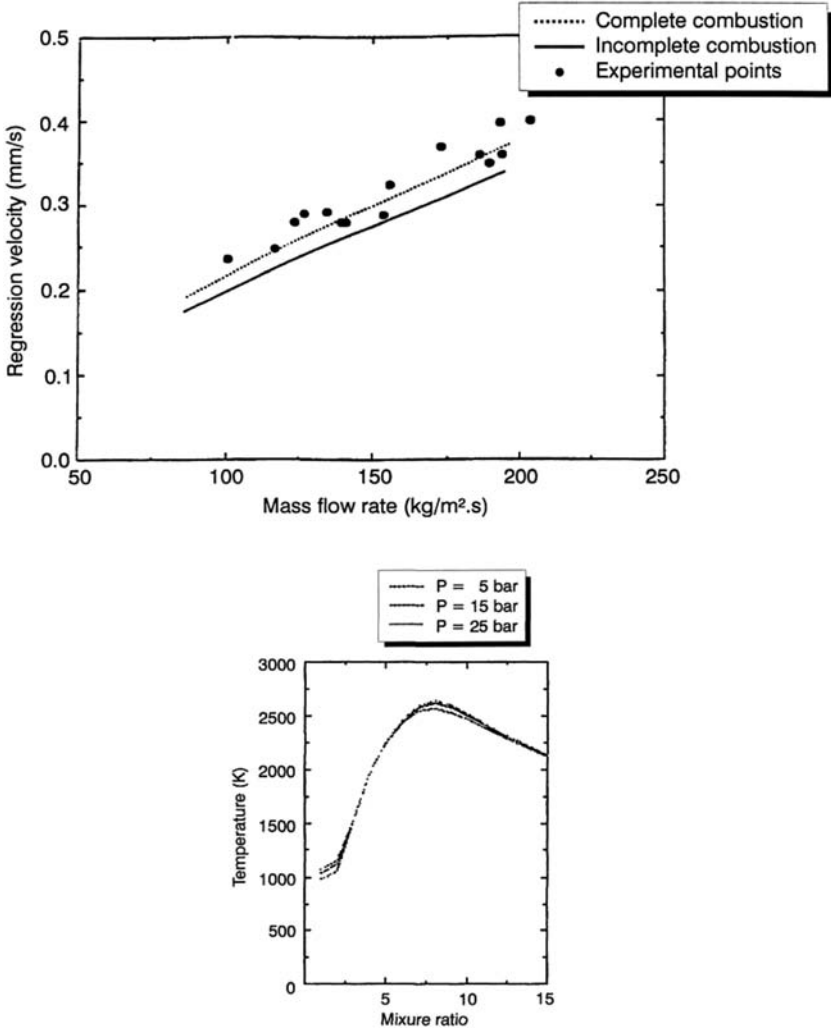 Complete combustion
Incomplete combustion
Experimental points
0.5
0.4
0.3
0.2
0.1
0.0
Regression velocity (mm/s)
50 100 150 200 250
Mass flow rate (kg/m².s)
P = 5 bar
P = 15 bar
P = 25 bar
3000
2500
2000
1500
1000
500
0
Temperature (K)
5 10 15
Mixure ratio